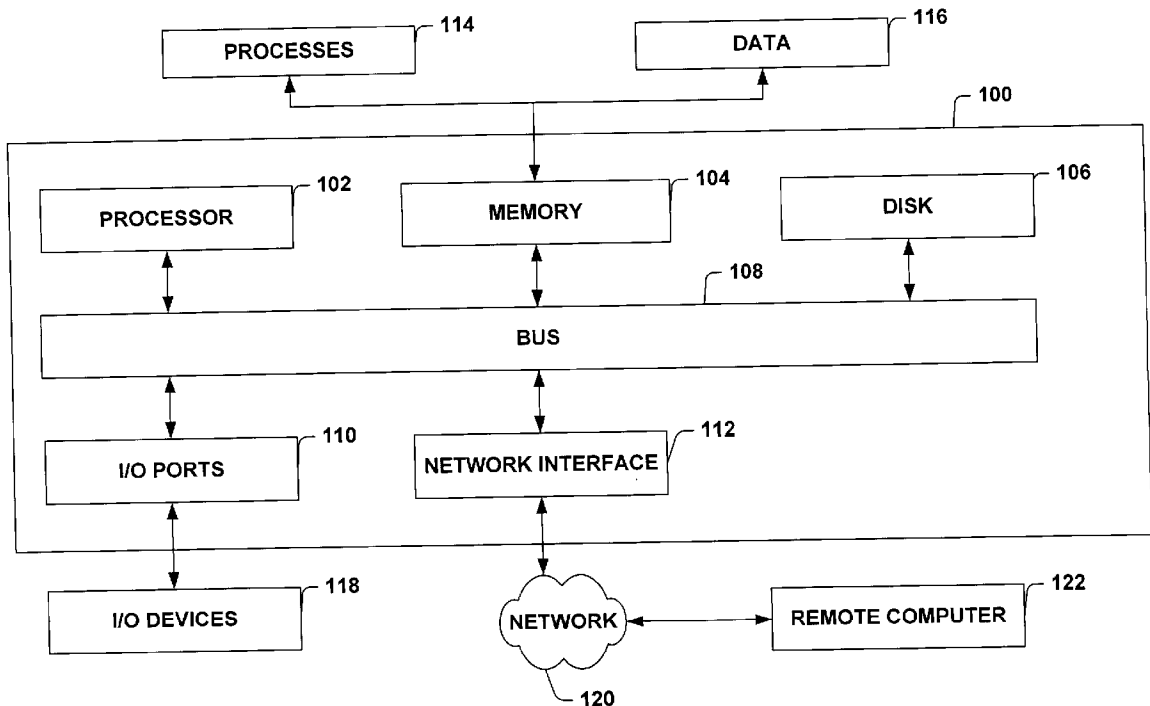 PROCESSES
114
DATA
116
100
PROCESSOR
102
MEMORY
104
DISK
106
108
BUS
I/O PORTS
110
NETWORK INTERFACE
112
I/O DEVICES
118
NETWORK
120
REMOTE COMPUTER
122